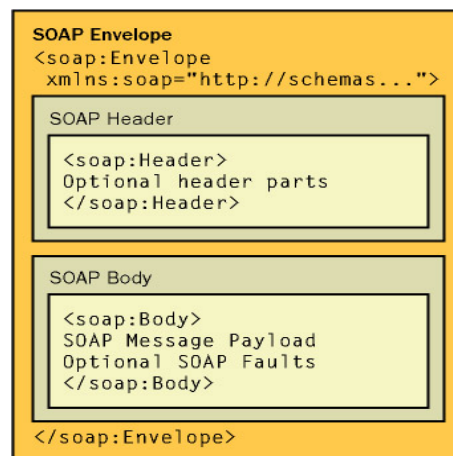 SOAP Envelope
<soap:Envelope
xmlns:soap="http://schemas...">
SOAP Header
<soap:Header>
Optional header parts
</soap:Header>
SOAP Body
<soap:Body>
SOAP Message Payload
Optional SOAP Faults
</soap:Body>
</soap:Envelope>